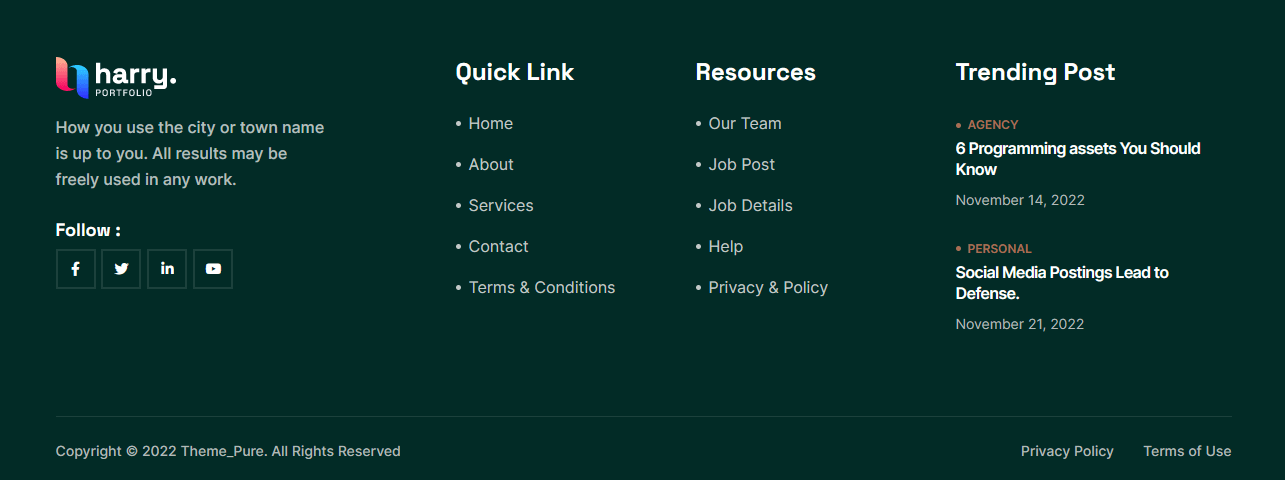 harry.
PORTFOLIO
How you use the city or town name
is up to you. All results may be
freely used in any work.
Follow :
Quick Link
Home
About
Services
Contact
Terms & Conditions
Resources
Our Team
Job Post
Job Details
Help
Privacy & Policy
Trending Post
AGENCY
6 Programming assets You Should
Know
November 14, 2022
PERSONAL
Social Media Postings Lead to
Defense.
November 21, 2022
Copyright © 2022 Theme_Pure. All Rights Reserved
Privacy Policy
Terms of Use